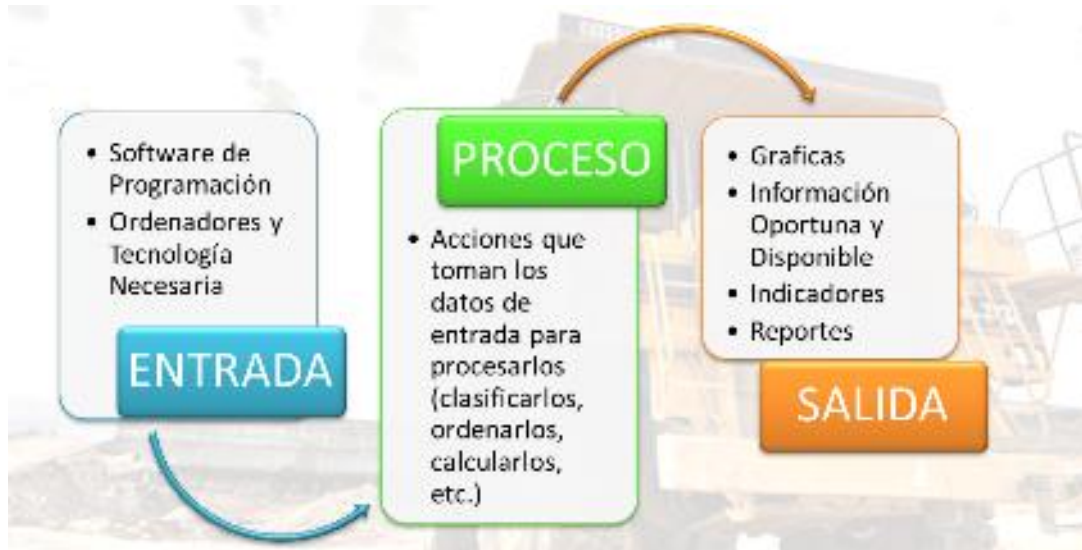 • Software de
Programación
• Ordenadores y
Tecnología
Necesaria
ENTRADA
PROCESO
• Acciones que
toman los
datos de
entrada para
procesarlos
(clasificarlos,
ordenarlos,
calcularlos,
etc.)
• Graficas
• Información
Oportuna y
Disponible
• Indicadores
• Reportes
SALIDA